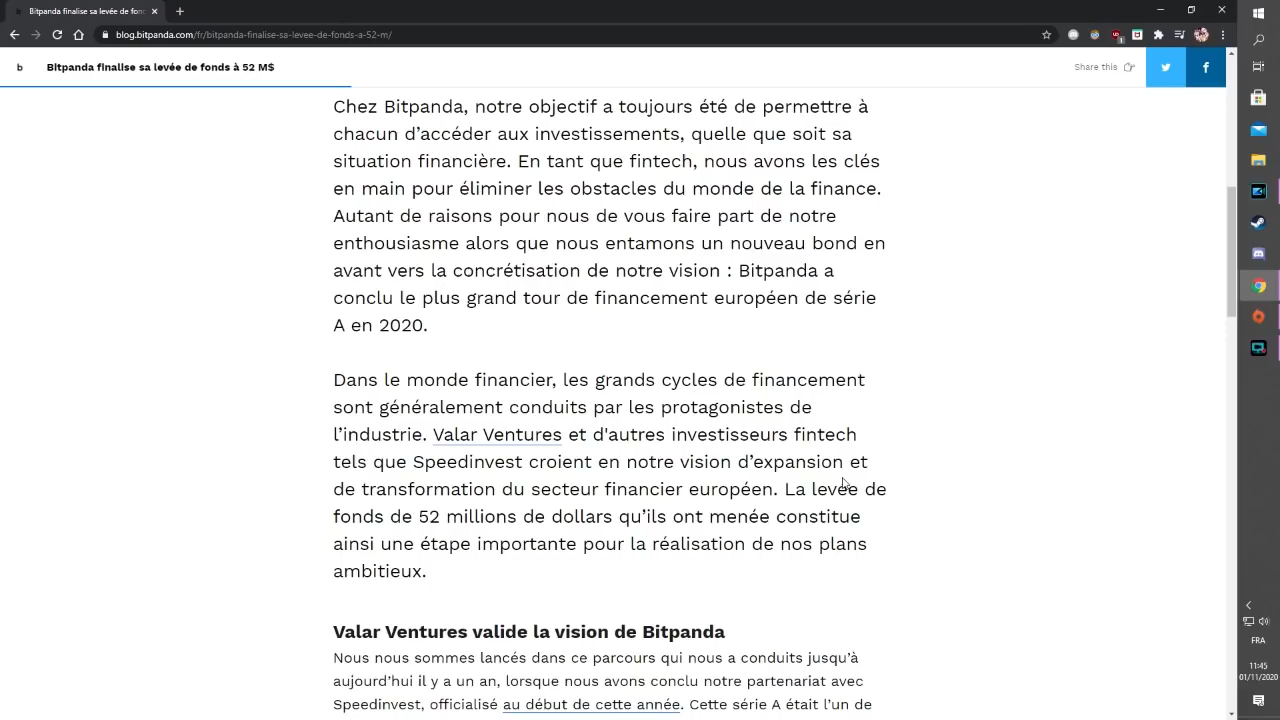 Bitpanda finalise sa levée de fond
blog.bitpanda.com/fr/bitpanda-finalise-sa-levee-de-fonds-a-52-m/
b Bitpanda finalise sa levée de fonds à 52 M$
Share this
Chez Bitpanda, notre objectif a toujours été de permettre à
chacun d’accéder aux investissements, quelle que soit sa
situation financière. En tant que fintech, nous avons les clés
en main pour éliminer les obstacles du monde de la finance.
Autant de raisons pour nous de vous faire part de notre
enthousiasme alors que nous entamons un nouveau bond en
avant vers la concrétisation de notre vision : Bitpanda a
conclu le plus grand tour de financement européen de série
A en 2020.
Dans le monde financier, les grands cycles de financement
sont généralement conduits par les protagonistes de
l’industrie. Valar Ventures et d'autres investisseurs fintech
tels que Speedinvest croient en notre vision d’expansion et
de transformation du secteur financier européen. La levée de
fonds de 52 millions de dollars qu’ils ont menée constitue
ainsi une étape importante pour la réalisation de nos plans
ambitieux.
Valar Ventures valide la vision de Bitpanda
Nous nous sommes lancés dans ce parcours qui nous a conduits jusqu’à
aujourd’hui il y a un an, lorsque nous avons conclu notre partenariat avec
Speedinvest, officialisé au début de cette année. Cette série A était l’un de
FRA
11:45
01/11/2020